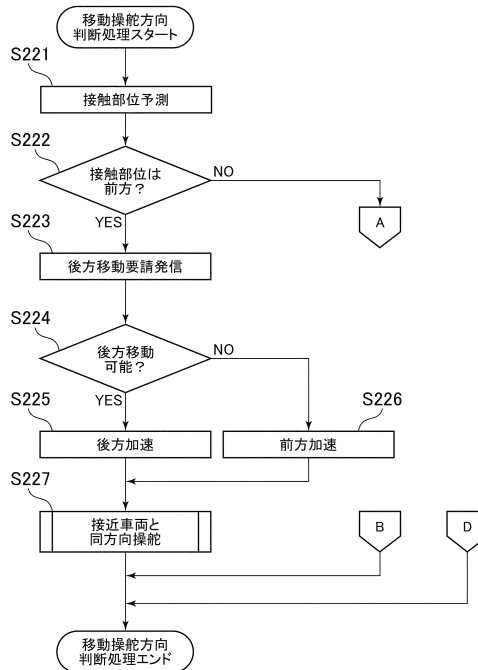 移動操舵方向
判断処理スタート
S221
接触部位予測
S222
接触部位は
前方？
NO
YES
A
S223
後方移動要請発信
S224
後方移動
可能？
NO
YES
S225
後方加速
S226
前方加速
S227
接近車両と
同方向操舵
B
D
移動操舵方向
判断処理エンド